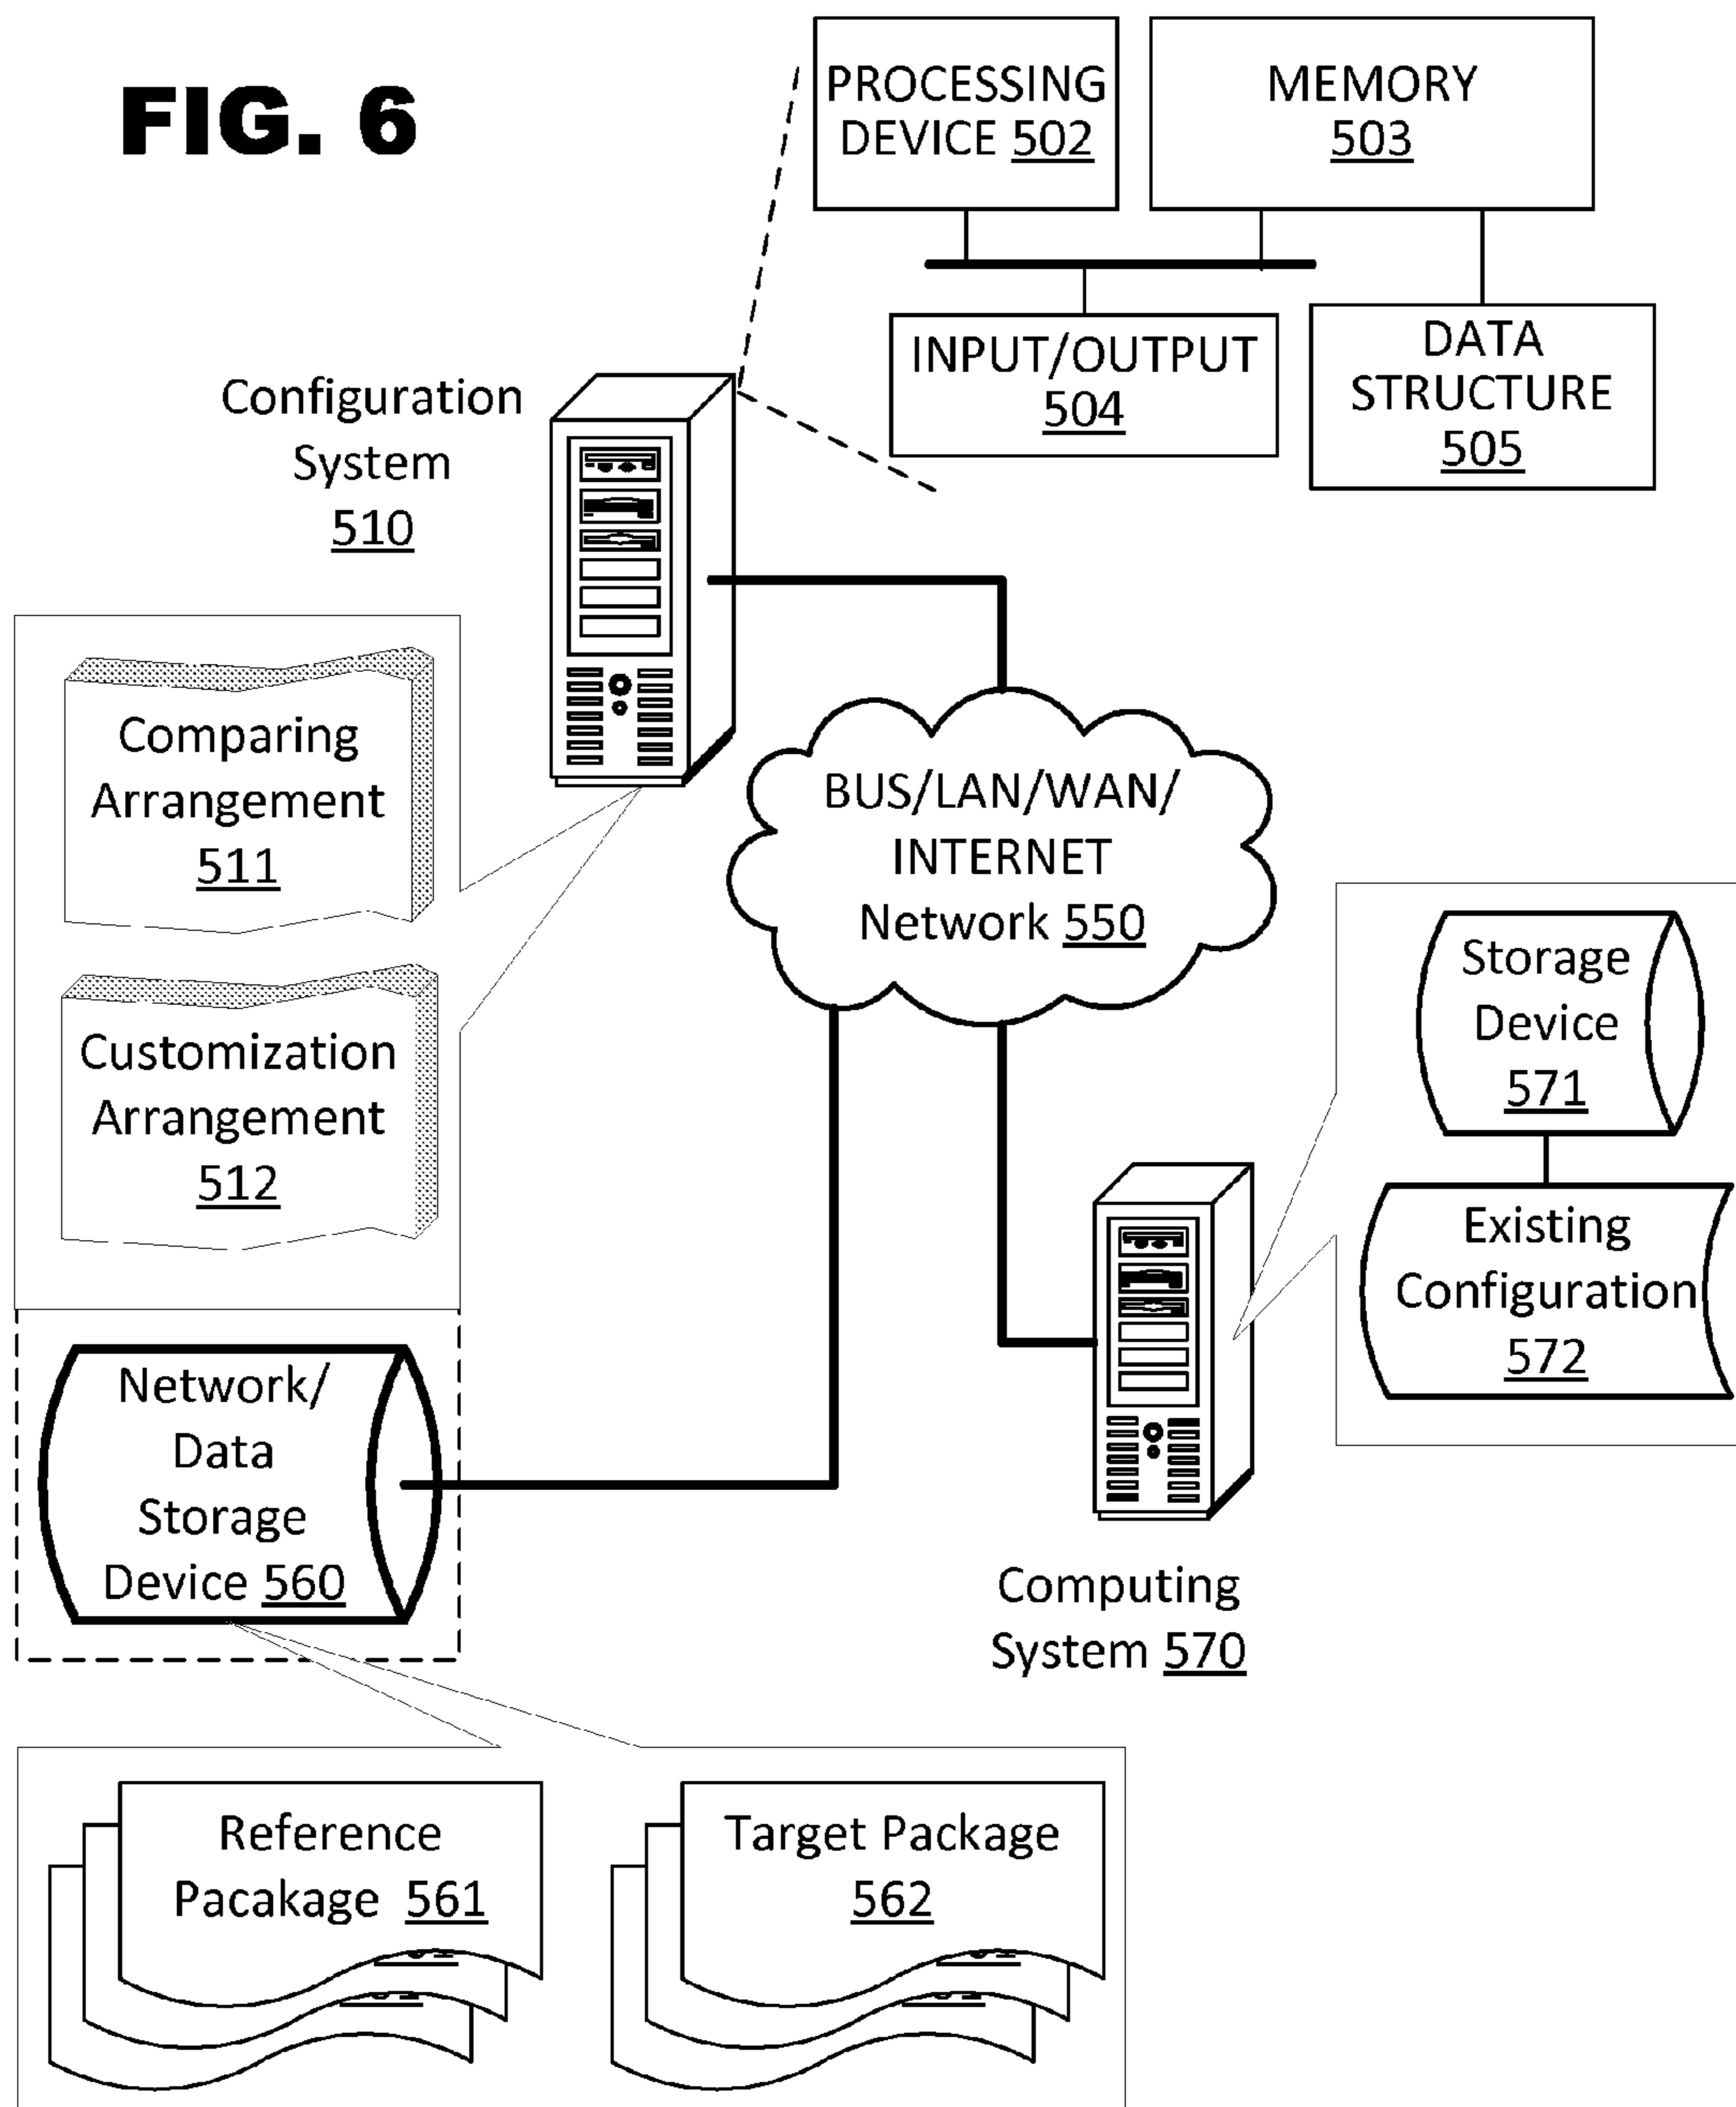 FIG. 6
PROCESSING
DEVICE 502
MEMORY
503
INPUT/OUTPUT
504
DATA
STRUCTURE
505
Configuration
System
510
Comparing
Arrangement
511
Customization
Arrangement
512
BUS/LAN/WAN/
INTERNET
Network 550
Storage
Device
571
Existing
Configuration
572
Network/
Data
Storage
Device 560
Computing
System 570
Reference
Pacakage 561
Target Package
562